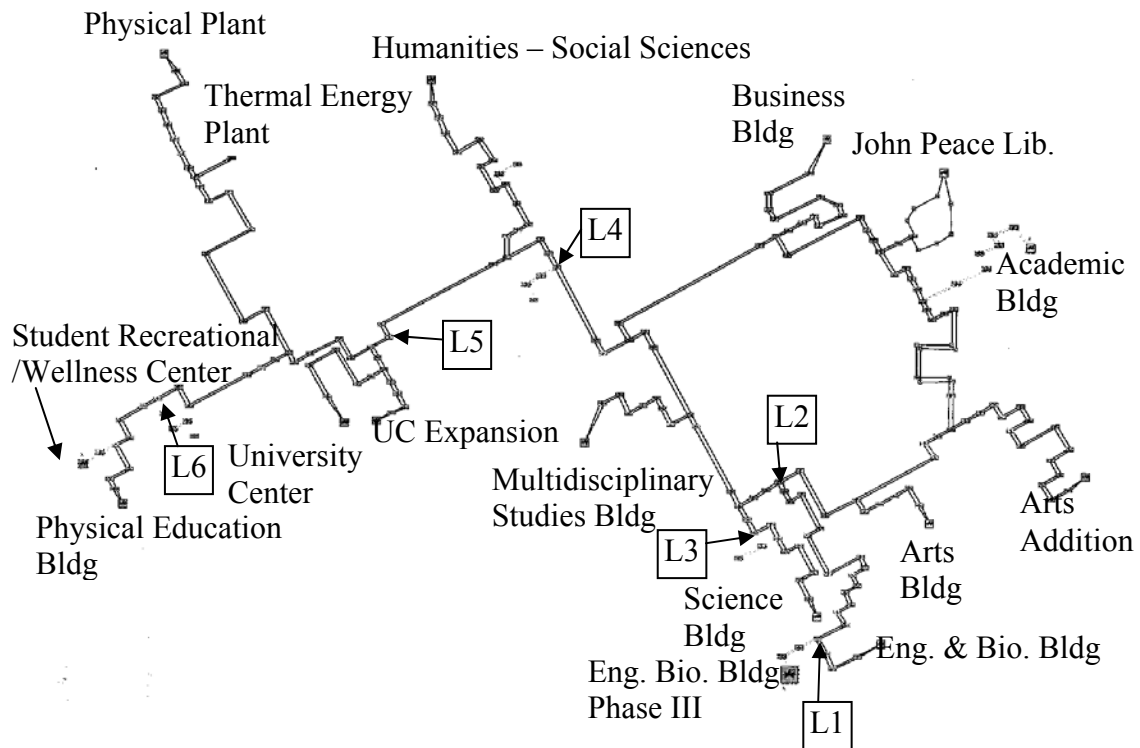 Physical Plant
Humanities – Social Sciences
Thermal Energy
Plant
Business
Bldg
John Peace Lib.
L4
Academic
Bldg
Student Recreational
/Wellness Center
L5
L6
University
Center
UC Expansion
L2
Multidisciplinary
Studies Bldg
Physical Education
Bldg
L3
Arts
Addition
Arts
Bldg
Science
Bldg
Eng. & Bio. Bldg
Eng. Bio. Bldg
Phase III
L1